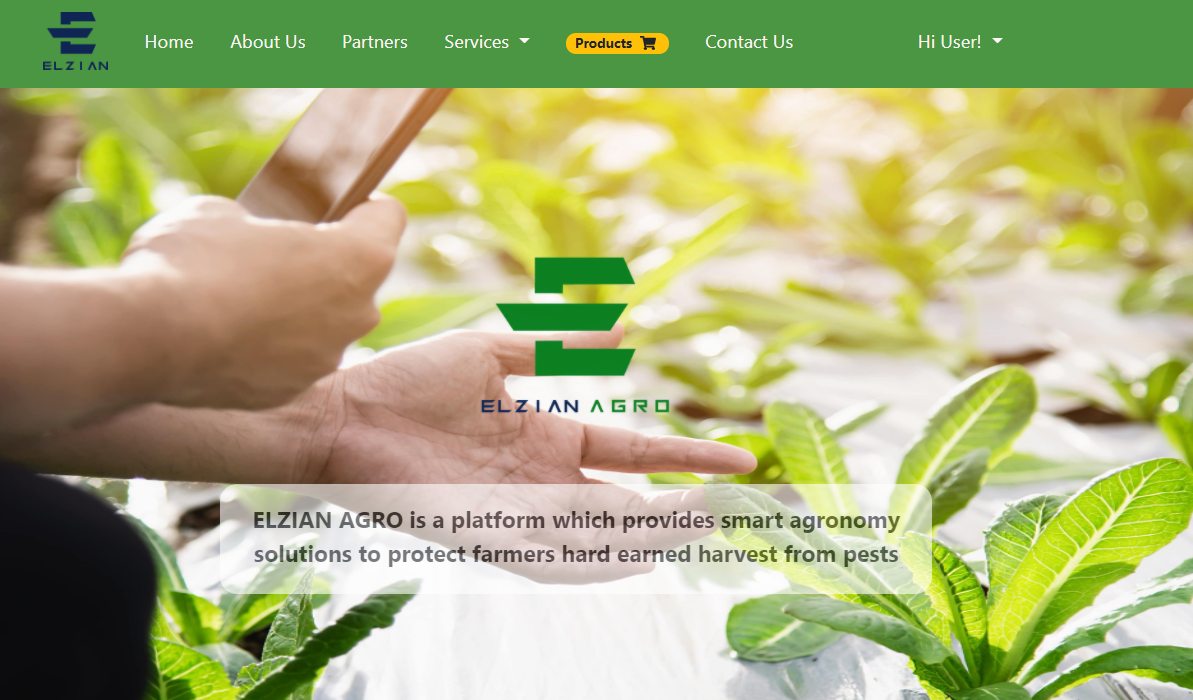 ELZIAN
Home
About Us
Partners
Services
Products
Contact Us
Hi User!
ELZIAN AGRO
ELZIAN AGRO is a platform which provides smart agronomy
solutions to protect farmers hard earned harvest from pests